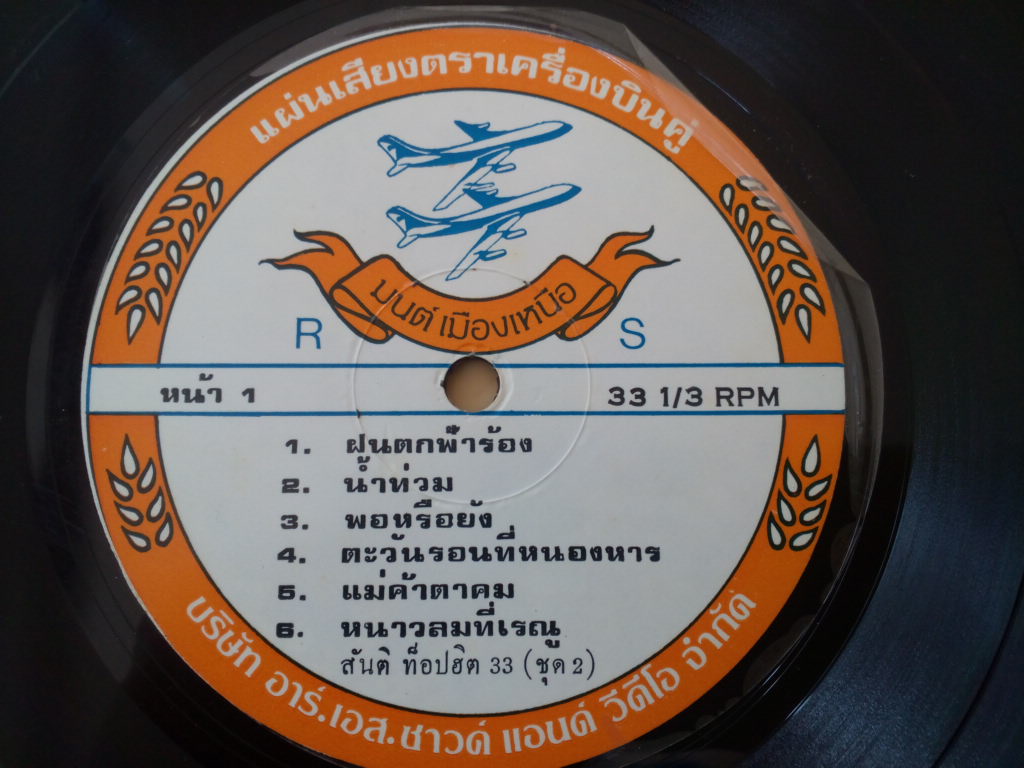 แผ่นเสียงตราเครื่องบินคู่
มนต์เมืองเหนือ
R S
หน้า 1 33 1/3 RPM
1. ฝนตกฟ้าร้อง
2. น้ำท่วม
3. พอหรือยัง
4. ตะวันรอนที่หนองหาร
5. แม่ค้าตาคม
6. หนาวลมที่เรณู
สันติ ท็อปฮิต 33 (ชุด 2)
บริษัท อาร์.เอส.ซาวด์ แอนด์ วีดีโอ จำกัด